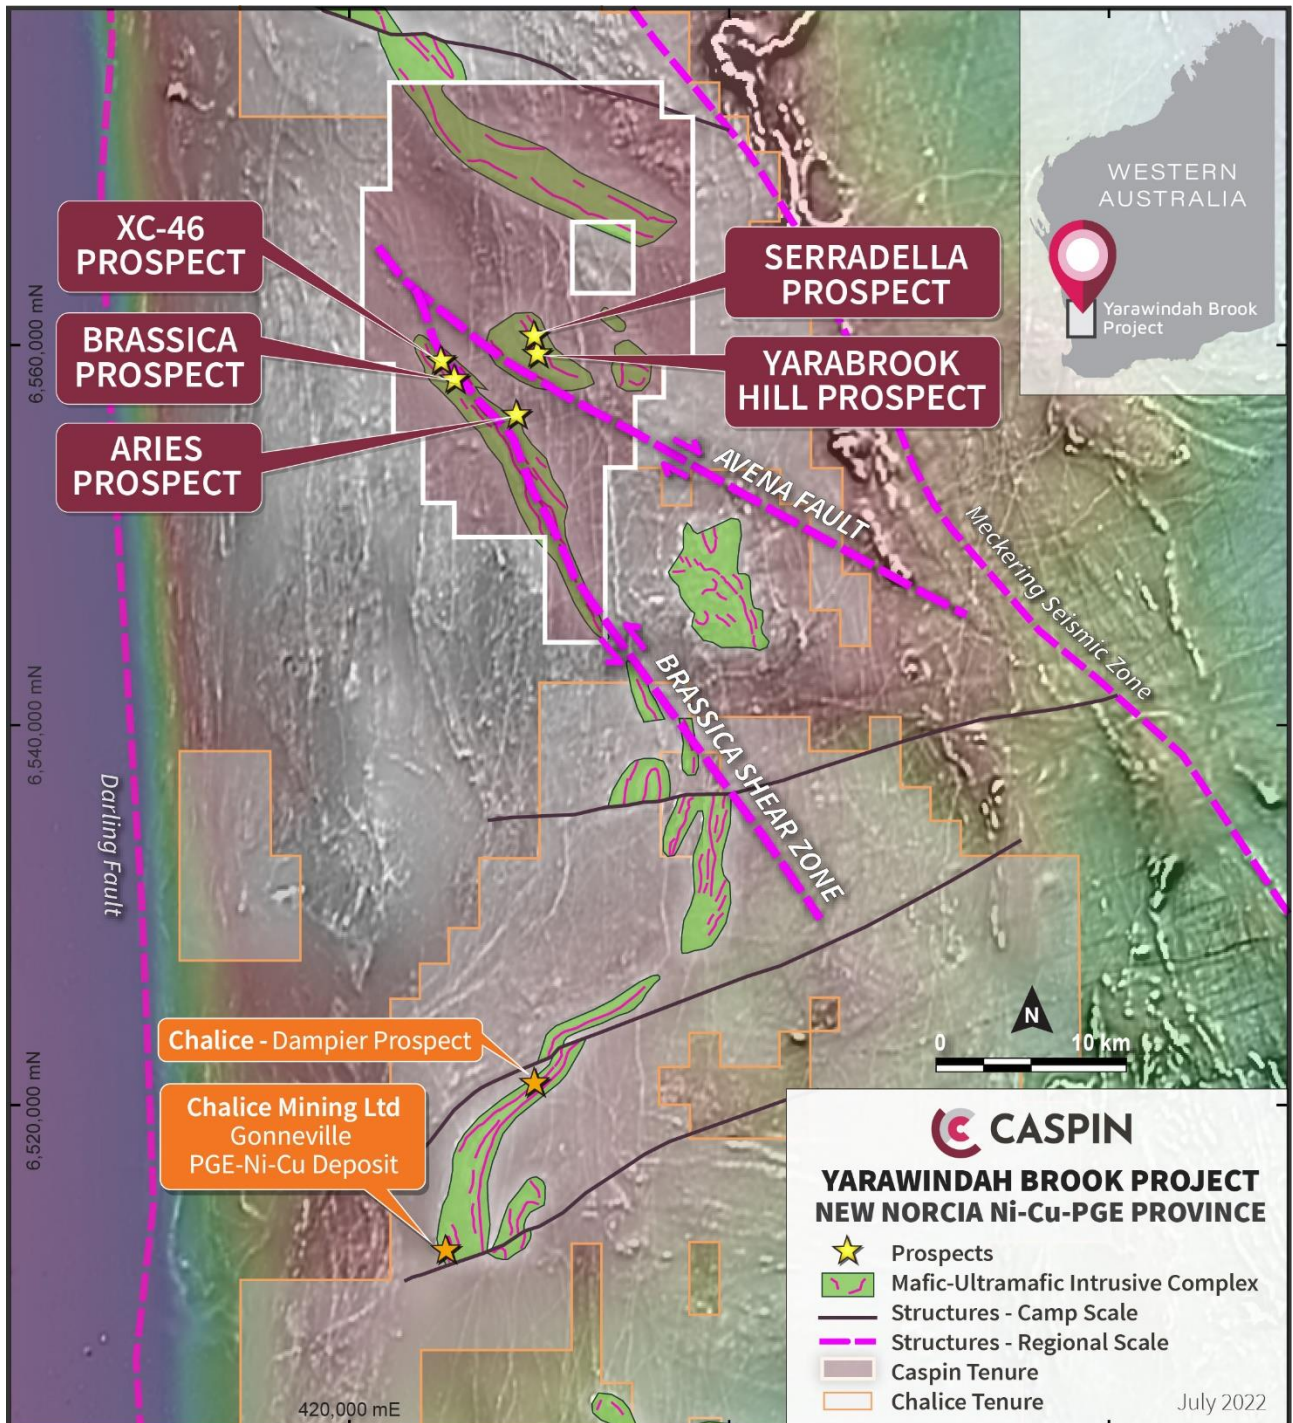 WESTERN
AUSTRALIA
Yarawindah Brook
Project
XC-46
PROSPECT
BRASSICA
PROSPECT
ARIES
PROSPECT
SERRADELLA
PROSPECT
YARABROOK
HILL PROSPECT
6,560,000 mN
6,540,000 mN
6,520,000 mN
420,000 mE
AVENA FAULT
Meckering Seismic Zone
BRASSICA SHEAR ZONE
Darling Fault
Chalice - Dampier Prospect
Chalice Mining Ltd
Gonneville
PGE-Ni-Cu Deposit
N
0 10 km
CASPIN
YARAWINDAH BROOK PROJECT
NEW NORCIA Ni-Cu-PGE PROVINCE
Prospects
Mafic-Ultramafic Intrusive Complex
Structures - Camp Scale
Structures - Regional Scale
Caspin Tenure
Chalice Tenure
July 2022